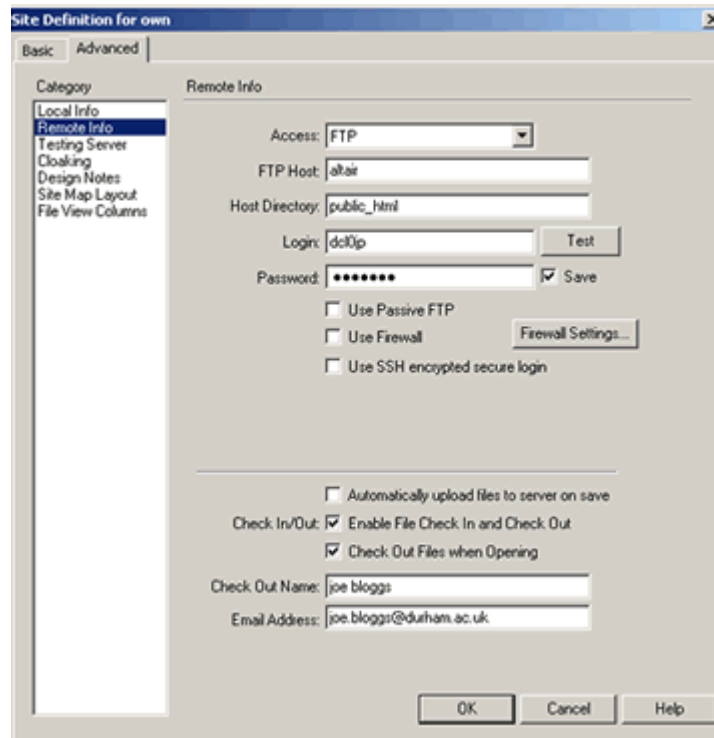 Site Definition for own
Basic
Advanced
Category
Local Info
Remote Info
Testing Server
Cloaking
Design Notes
Site Map Layout
File View Columns
Remote Info
Access: FTP
FTP Host: altair
Host Directory: public_html
Login: dcl0jp
Test
Password: •••••••
Save
Use Passive FTP
Use Firewall
Firewall Settings...
Use SSH encrypted secure login
Automatically upload files to server on save
Check In/Out: Enable File Check In and Check Out
Check Out Files when Opening
Check Out Name: joe bloggs
Email Address: joe.bloggs@durham.ac.uk
OK
Cancel
Help